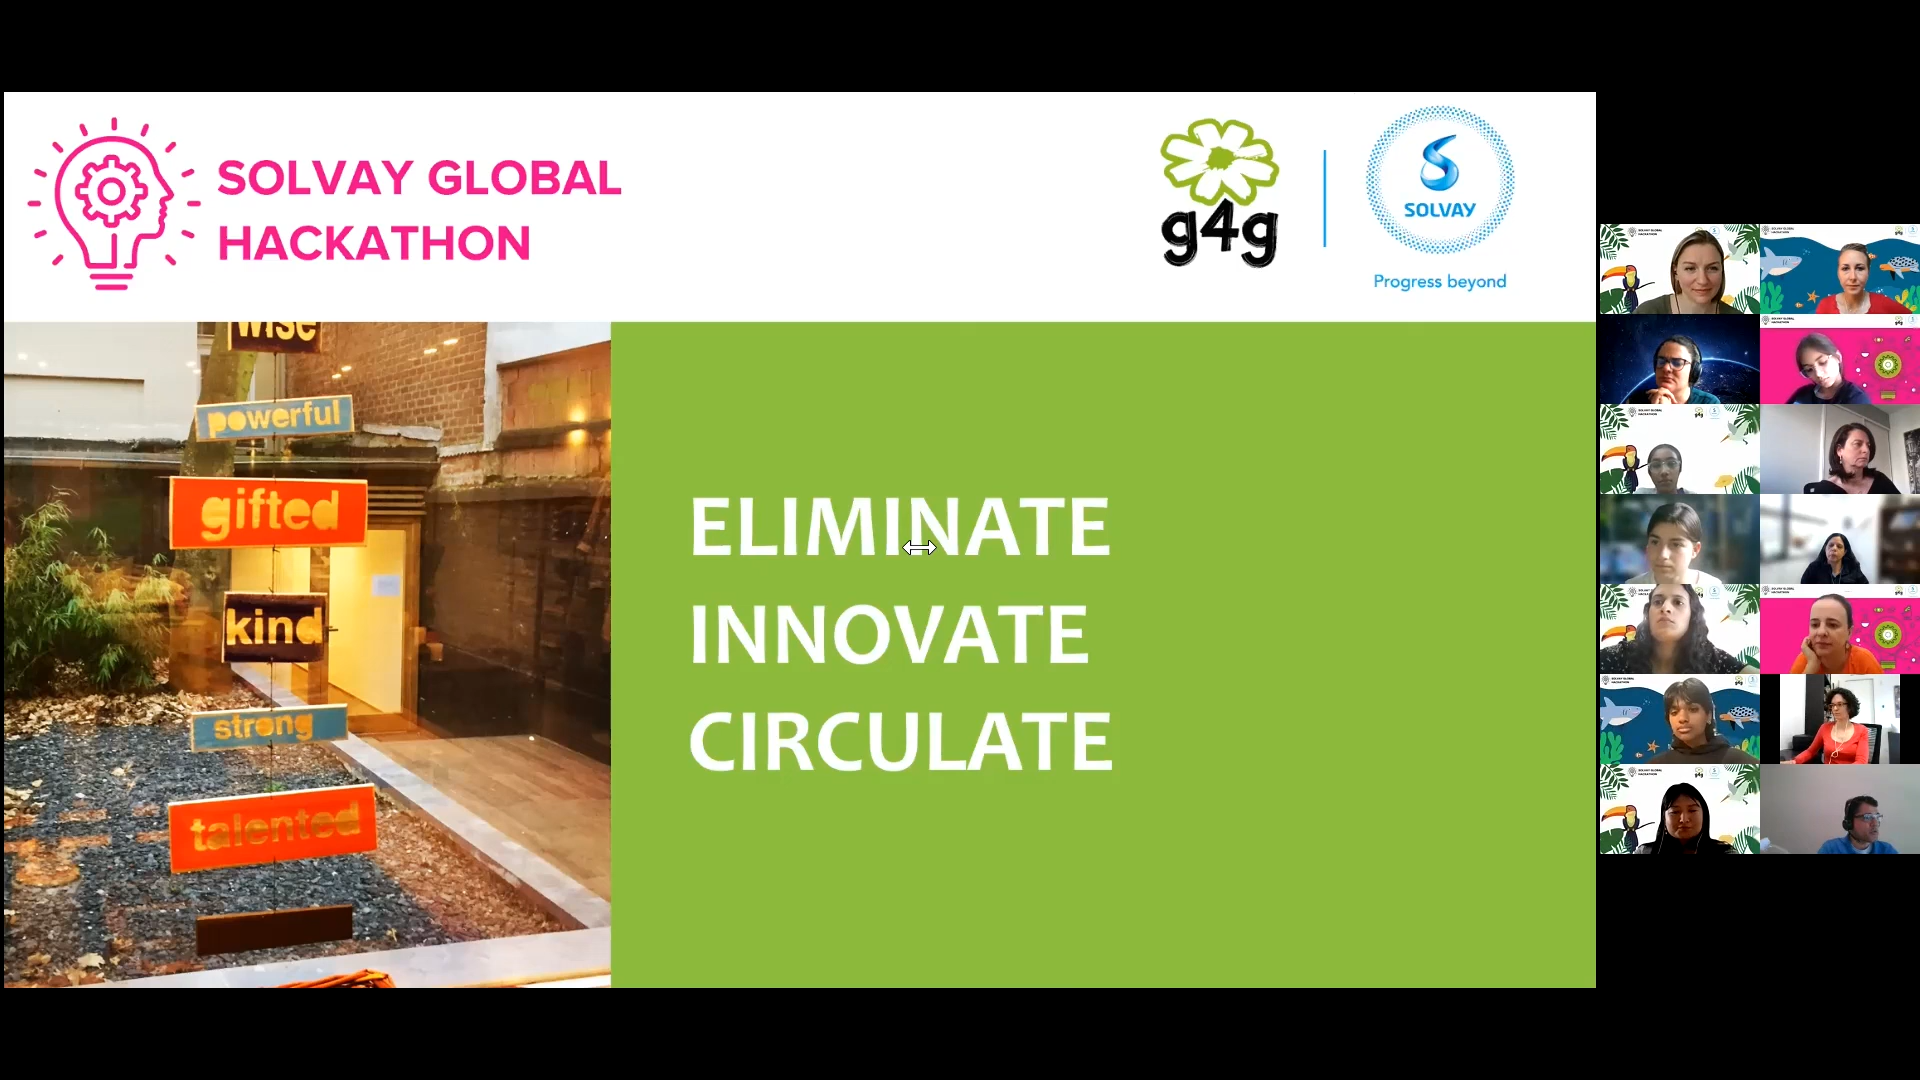 SOLVAY GLOBAL
HACKATHON
g4g
SOLVAY
Progress beyond
wise
powerful
gifted
kind
strong
talented
ELIMINATE
INNOVATE
CIRCULATE